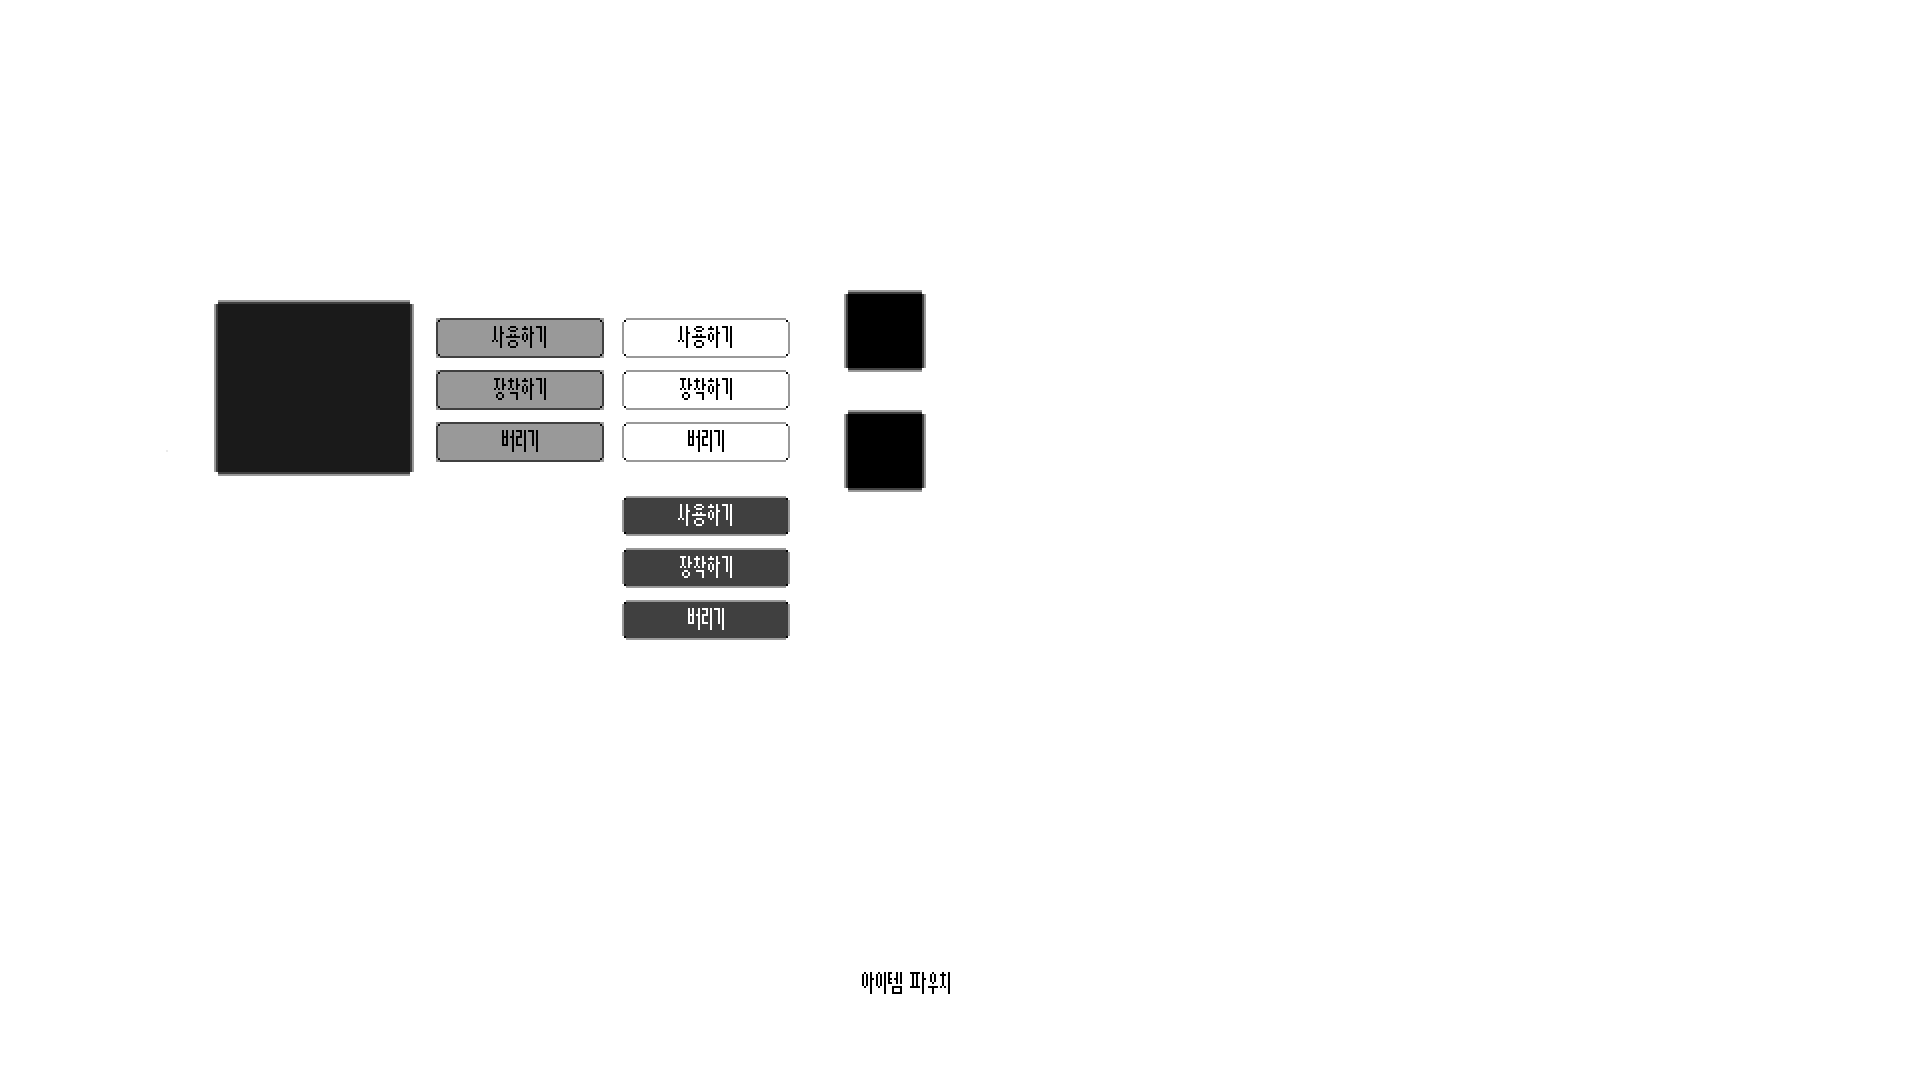 사용하기 사용하기
장착하기 장착하기
버리기 버리기
사용하기
장착하기
버리기
아이템 파우치